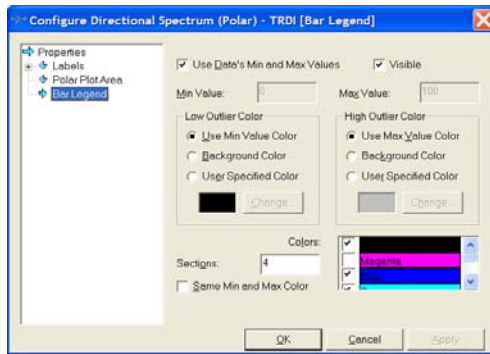 Configure Directional Spectrum (Polar) - TRDI [Bar Legend]
Properties
Labels
Polar Plot Area
Bar Legend
Use Data's Min and Max Values
Visible
Min Value: 0
Max Value: 100
Low Outlier Color
Use Min Value Color
Background Color
User Specified Color
Change...
High Outlier Color
Use Max Value Color
Background Color
User Specified Color
Change...
Colors:
Magenta
Sections: 4
Same Min and Max Color
OK
Cancel
Apply